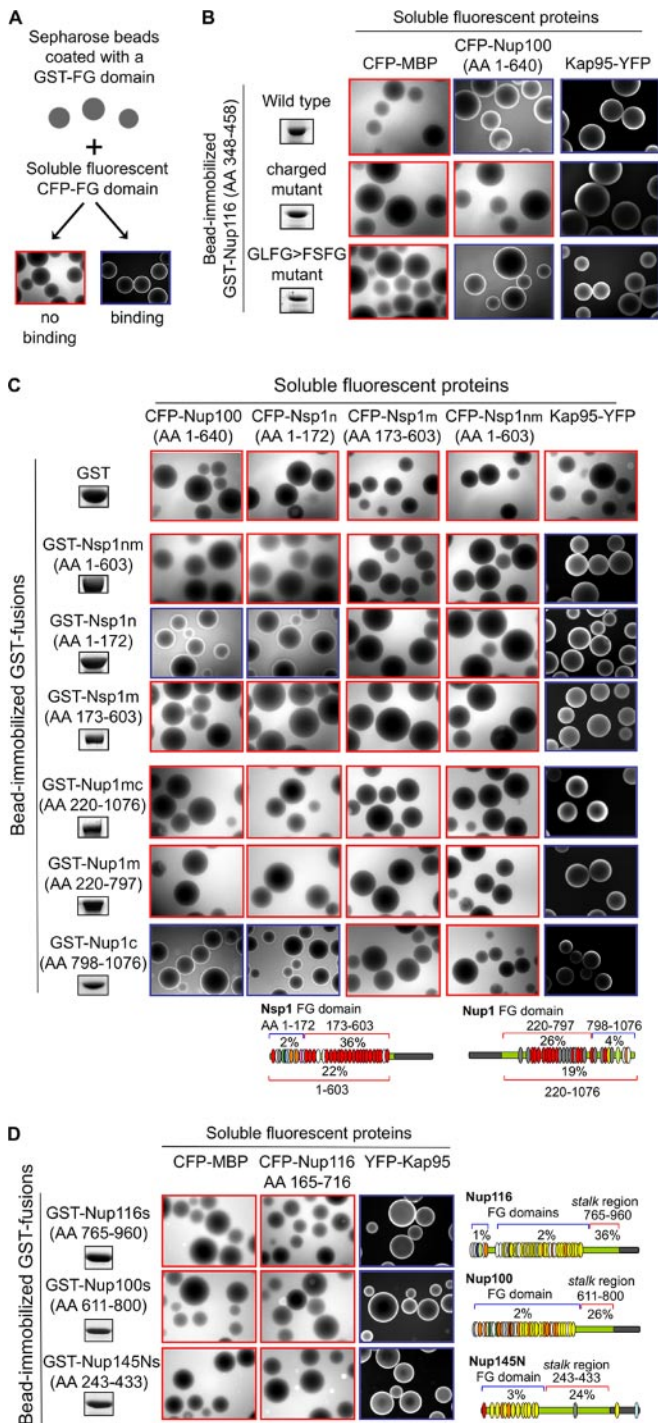 A
Sepharose beads
coated with a
GST-FG domain
+
Soluble fluorescent
CFP-FG domain
no
binding
binding
B
Soluble fluorescent proteins
CFP-MBP
CFP-Nup100
(AA 1-640)
Kap95-YFP
Bead-immobilized
GST-Nup116 (AA 348-458)
Wild type
charged
mutant
GLFG>FSFG
mutant
C
Soluble fluorescent proteins
CFP-Nup100
(AA 1-640)
CFP-Nsp1n
(AA 1-172)
CFP-Nsp1m
(AA 173-603)
CFP-Nsp1nm
(AA 1-603)
Kap95-YFP
Bead-immobilized GST-fusions
GST
GST-Nsp1nm
(AA 1-603)
GST-Nsp1n
(AA 1-172)
GST-Nsp1m
(AA 173-603)
GST-Nup1mc
(AA 220-1076)
GST-Nup1m
(AA 220-797)
GST-Nup1c
(AA 798-1076)
Nsp1 FG domain
AA 1-172 173-603
2% 36%
22%
1-603
Nup1 FG domain
220-797 798-1076
26% 4%
19%
220-1076
D
Soluble fluorescent proteins
CFP-MBP
CFP-Nup116
AA 165-716
YFP-Kap95
Bead-immobilized GST-fusions
GST-Nup116s
(AA 765-960)
GST-Nup100s
(AA 611-800)
GST-Nup145Ns
(AA 243-433)
Nup116
FG domains
stalk region
765-960
1% 2% 36%
Nup100
FG domain
stalk region
611-800
2% 26%
Nup145N
FG domain
stalk region
243-433
3% 24%